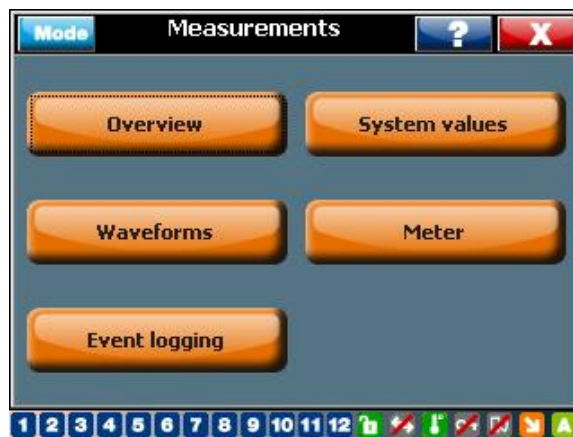 Mode Measurements ? X
Overview System values
Waveforms Meter
Event logging
1 2 3 4 5 6 7 8 9 10 11 12 A